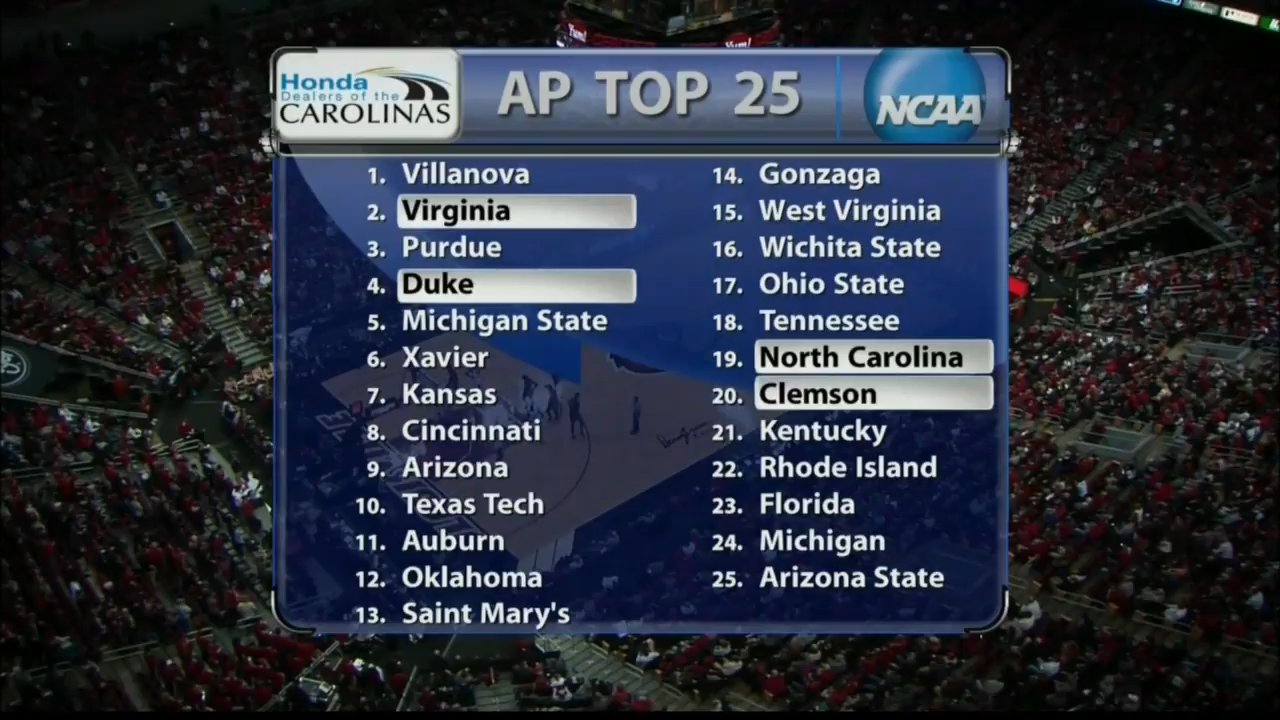 Yum!
Yum!
Honda
Dealers of the
CAROLINAS
AP TOP 25
NCAA
1. Villanova
2. Virginia
3. Purdue
4. Duke
5. Michigan State
6. Xavier
7. Kansas
8. Cincinnati
9. Arizona
10. Texas Tech
11. Auburn
12. Oklahoma
13. Saint Mary's
14. Gonzaga
15. West Virginia
16. Wichita State
17. Ohio State
18. Tennessee
19. North Carolina
20. Clemson
21. Kentucky
22. Rhode Island
23. Florida
24. Michigan
25. Arizona State